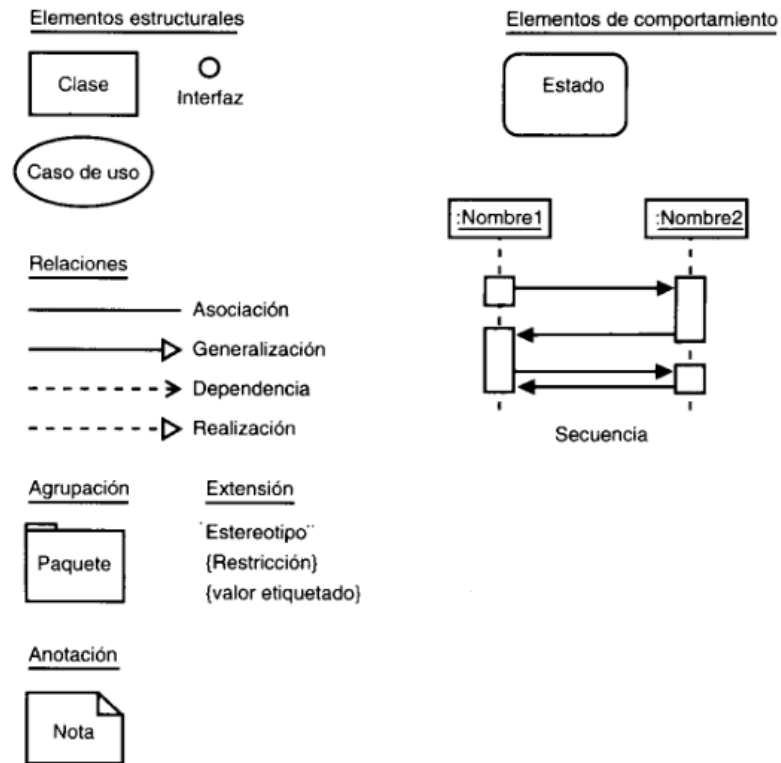 Elementos estructurales
Clase
Interfaz
Caso de uso
Relaciones
Asociación
Generalización
Dependencia
Realización
Agrupación
Paquete
Extensión
¨Estereotipo¨
{Restricción}
{valor etiquetado}
Anotación
Nota
Elementos de comportamiento
Estado
:Nombre1
:Nombre2
Secuencia